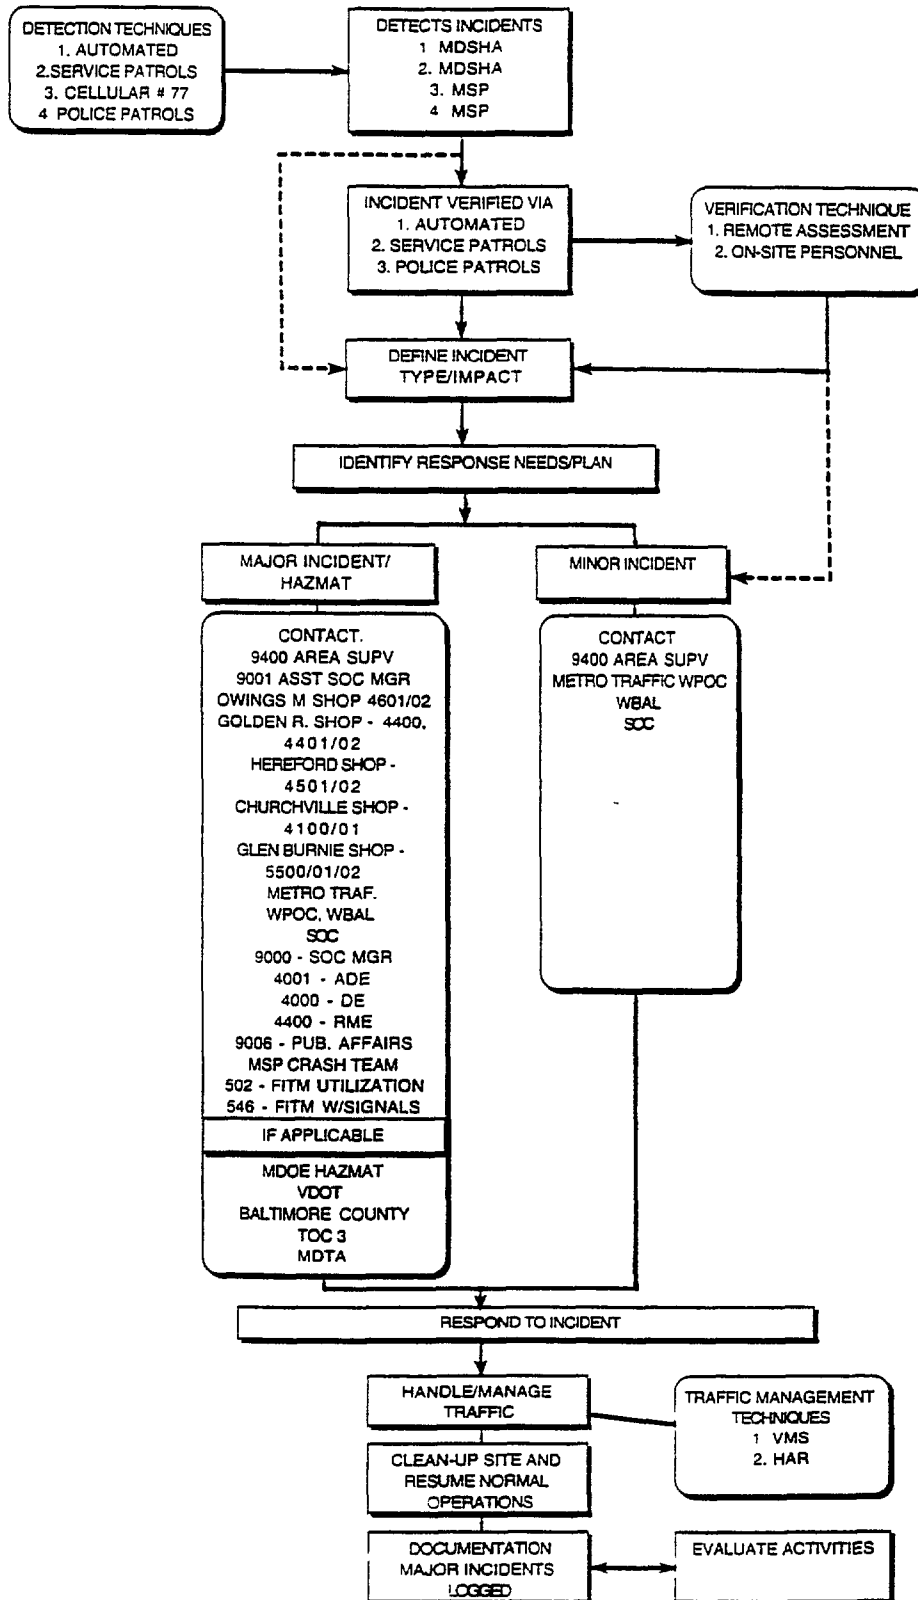 DETECTION TECHNIQUES
1. AUTOMATED
2.SERVICE PATROLS
3. CELLULAR # 77
4 POLICE PATROLS
DETECTS INCIDENTS
1 MDSHA
2. MDSHA
3. MSP
4 MSP
INCIDENT VERIFIED VIA
1. AUTOMATED
2. SERVICE PATROLS
3. POLICE PATROLS
VERIFICATION TECHNIQUE
1. REMOTE ASSESSMENT
2. ON-SITE PERSONNEL
DEFINE INCIDENT
TYPE/IMPACT
IDENTIFY RESPONSE NEEDS/PLAN
MAJOR INCIDENT/
HAZMAT
MINOR INCIDENT
CONTACT.
9400 AREA SUPV
9001 ASST SOC MGR
OWINGS M SHOP 4601/02
GOLDEN R. SHOP - 4400,
4401/02
HEREFORD SHOP -
4501/02
CHURCHVILLE SHOP -
4100/01
GLEN BURNIE SHOP -
5500/01/02
METRO TRAF.
WPOC, WBAL
SOC
9000 - SOC MGR
4001 - ADE
4000 - DE
4400 - RME
9006 - PUB. AFFAIRS
MSP CRASH TEAM
502 - FITM UTILIZATION
546 - FITM W/SIGNALS
IF APPLICABLE
MDOE HAZMAT
VDOT
BALTIMORE COUNTY
TOC 3
MDTA
CONTACT
9400 AREA SUPV
METRO TRAFFIC WPOC
WBAL
SOC
RESPOND TO INCIDENT
HANDLE/MANAGE
TRAFFIC
TRAFFIC MANAGEMENT
TECHNIQUES
1 VMS
2. HAR
CLEAN-UP SITE AND
RESUME NORMAL
OPERATIONS
DOCUMENTATION
MAJOR INCIDENTS
LOGGED
EVALUATE ACTIVITIES